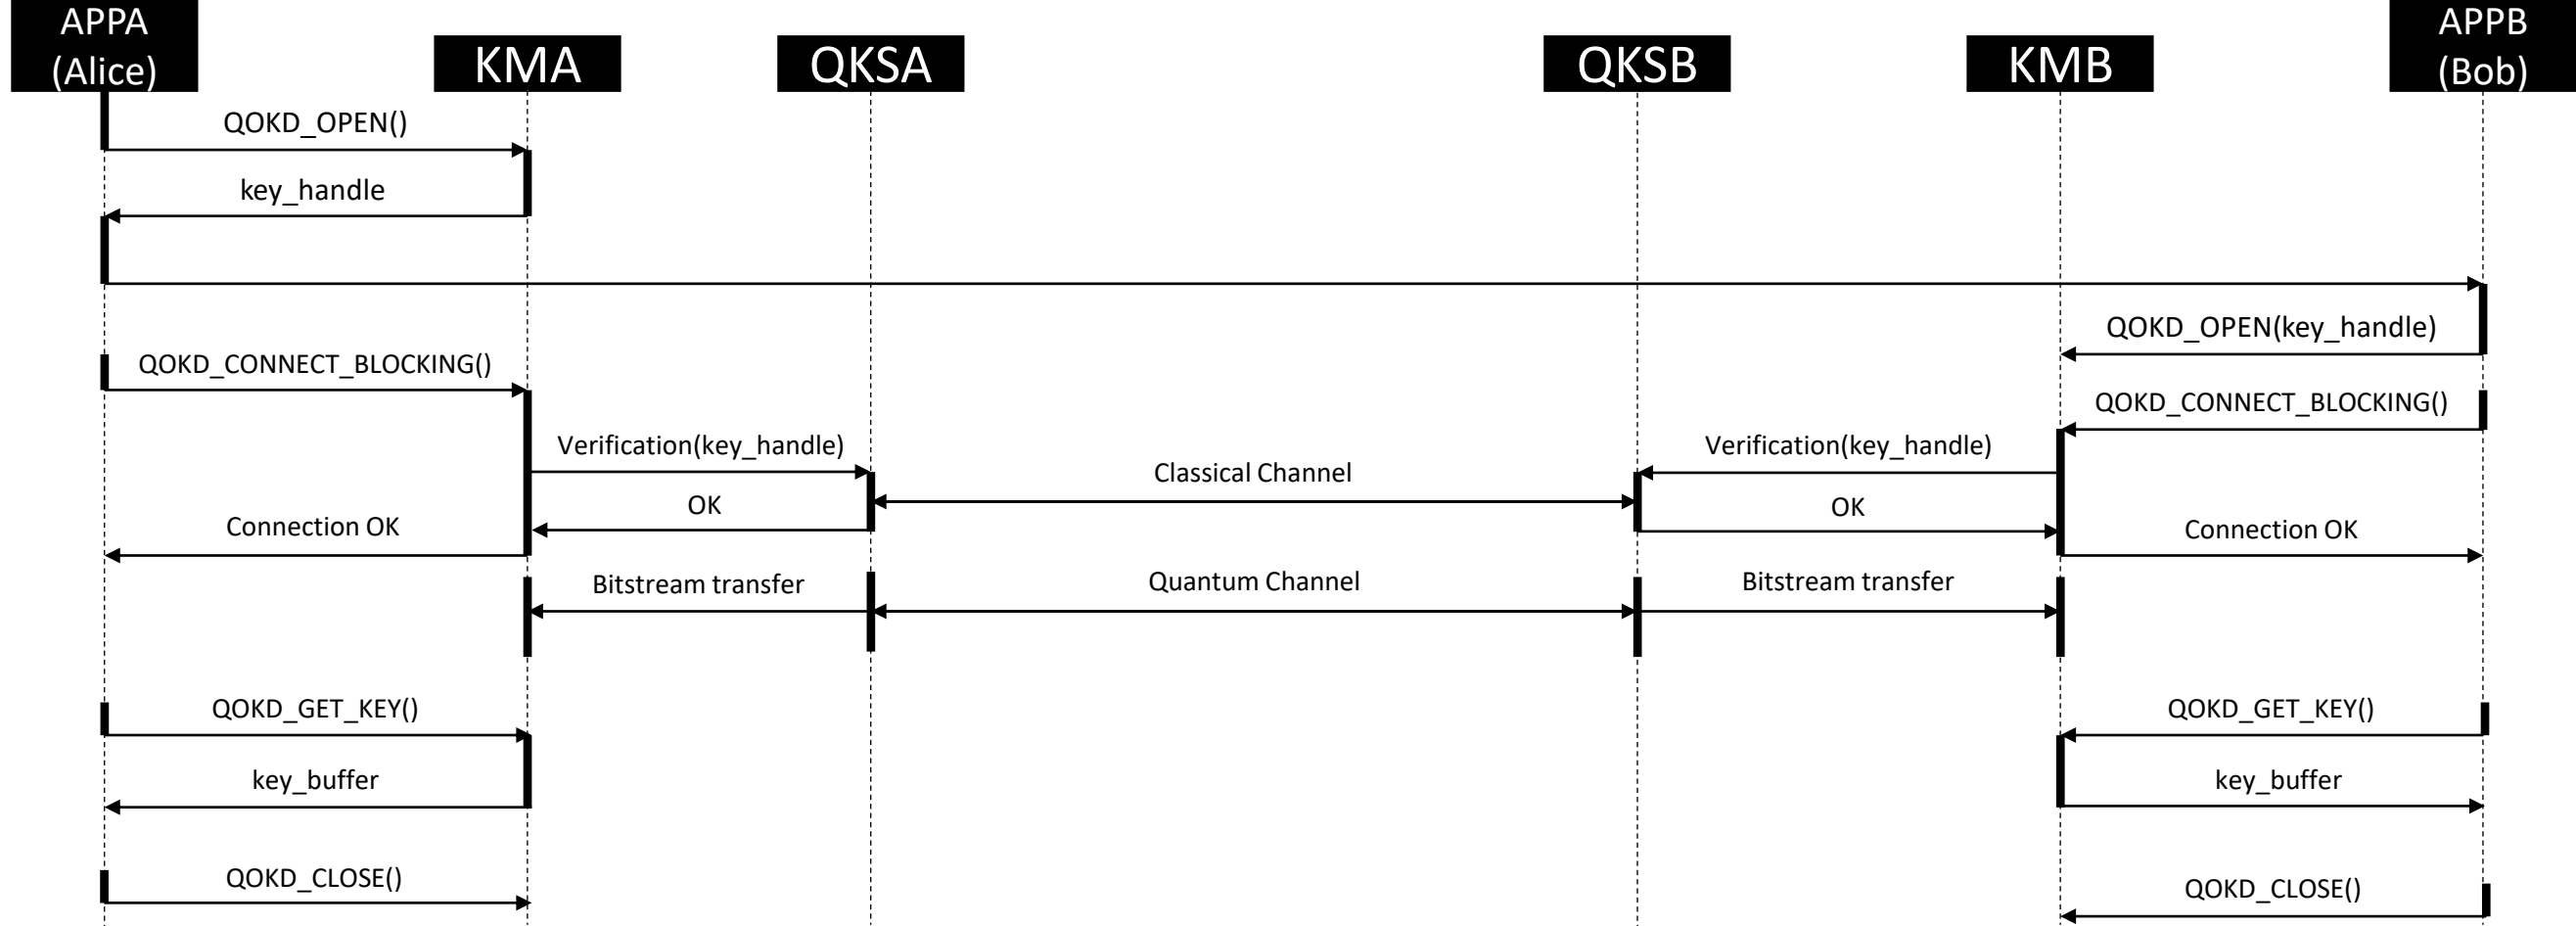 APPA
(Alice)
KMA
QKSA
QKSB
KMB
APPB
(Bob)
QOKD_OPEN()
key_handle
QOKD_OPEN(key_handle)
QOKD_CONNECT_BLOCKING()
QOKD_CONNECT_BLOCKING()
Verification(key_handle)
Classical Channel
Verification(key_handle)
OK
OK
Connection OK
Connection OK
Bitstream transfer
Quantum Channel
Bitstream transfer
QOKD_GET_KEY()
QOKD_GET_KEY()
key_buffer
key_buffer
QOKD_CLOSE()
QOKD_CLOSE()